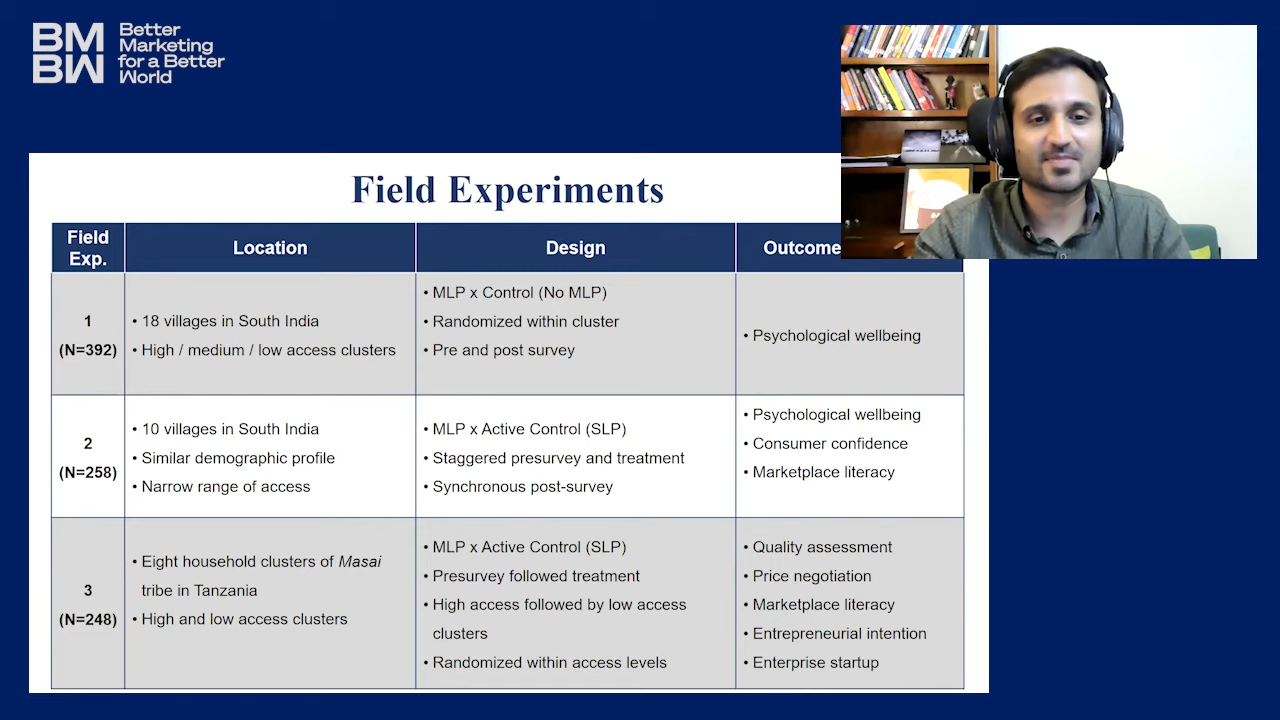 BM
BW
Better
Marketing
for a Better
World
Field Experiments
Field
Exp.
Location
Design
Outcome
1
(N=392)
• 18 villages in South India
• High / medium / low access clusters
• MLP x Control (No MLP)
• Randomized within cluster
• Pre and post survey
• Psychological wellbeing
2
(N=258)
• 10 villages in South India
• Similar demographic profile
• Narrow range of access
• MLP x Active Control (SLP)
• Staggered presurvey and treatment
• Synchronous post-survey
• Psychological wellbeing
• Consumer confidence
• Marketplace literacy
3
(N=248)
• Eight household clusters of Masai
tribe in Tanzania
• High and low access clusters
• MLP x Active Control (SLP)
• Presurvey followed treatment
• High access followed by low access
clusters
• Randomized within access levels
• Quality assessment
• Price negotiation
• Marketplace literacy
• Entrepreneurial intention
• Enterprise startup